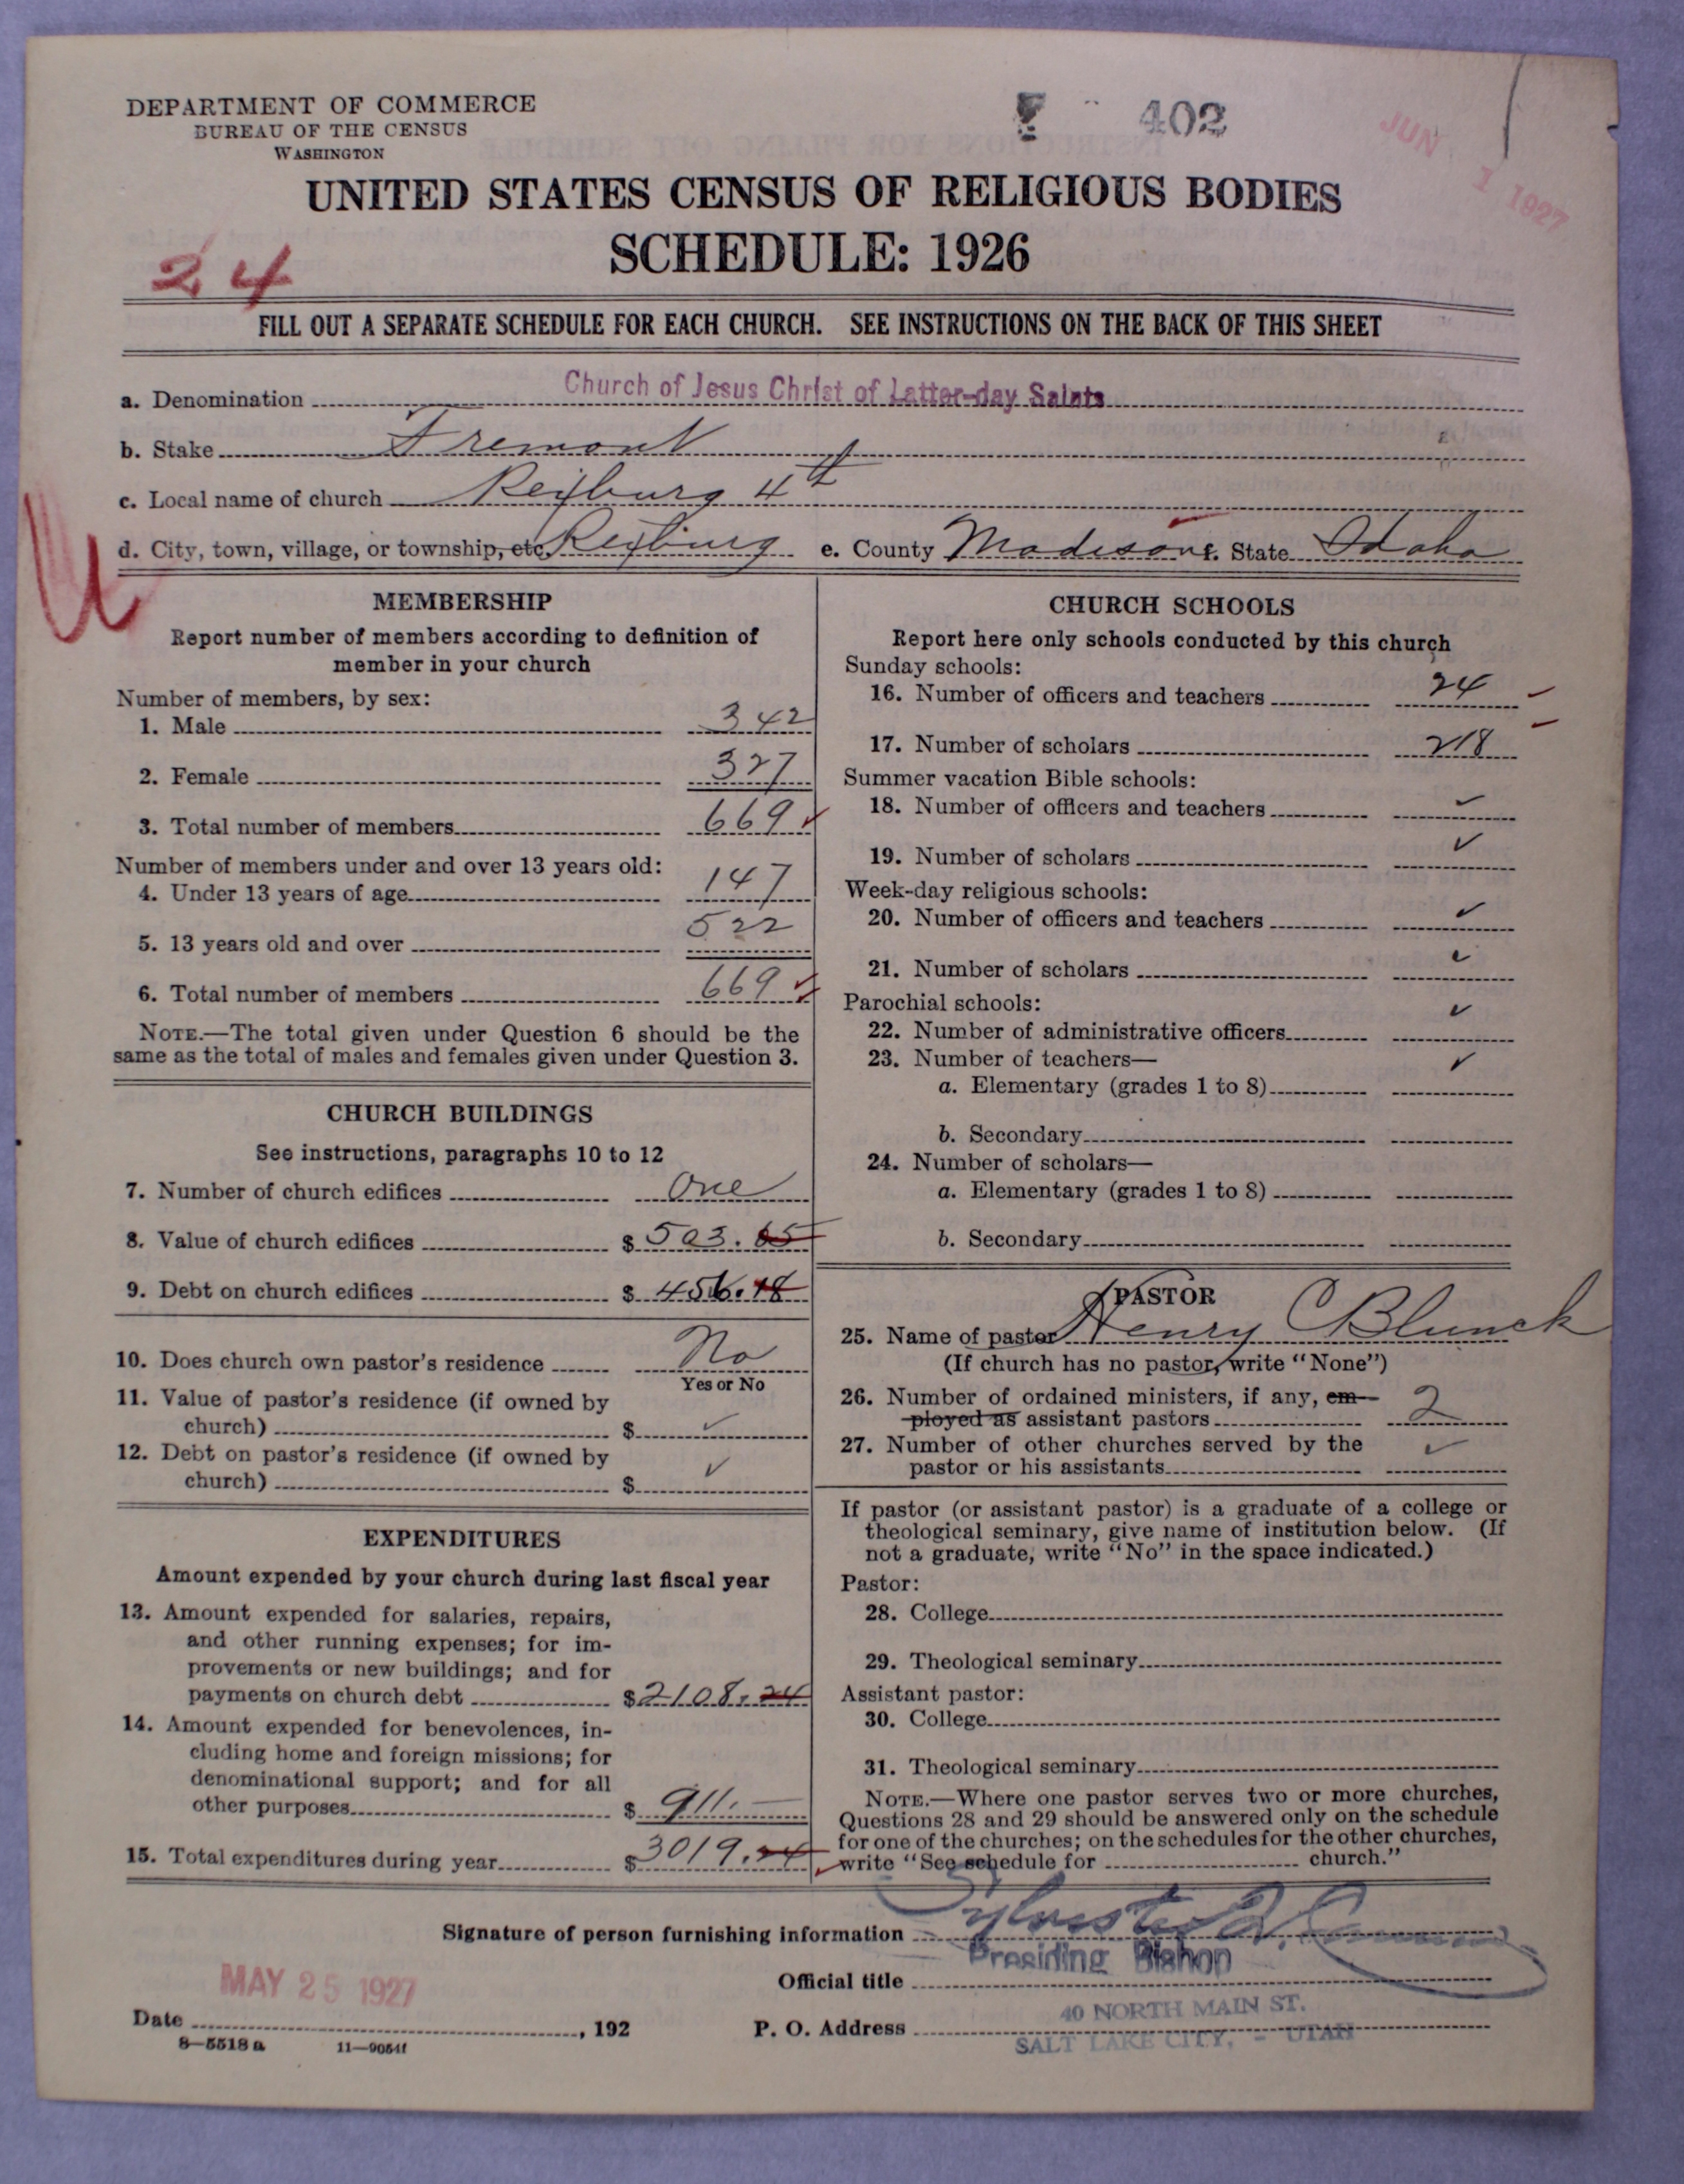 DEPARTMENT OF COMMERCE
BUREAU OF THE CENSUS
WASHINGTON
402
JUN 1 1927
UNITED STATES CENSUS OF RELIGIOUS BODIES
SCHEDULE: 1926
24
FILL OUT A SEPARATE SCHEDULE FOR EACH CHURCH. SEE INSTRUCTIONS ON THE BACK OF THIS SHEET
a. Denomination Church of Jesus Christ of Latter-day Saints
b. Stake Fremont
c. Local name of church Rexburg 4th
d. City, town, village, or township, etc. Rexburg e. County Madison f. State Idaho
MEMBERSHIP
Report number of members according to definition of
member in your church
Number of members, by sex:
1. Male 342
2. Female 327
3. Total number of members 669 ✓
Number of members under and over 13 years old:
4. Under 13 years of age 147
5. 13 years old and over 522
6. Total number of members 669 ✓
NOTE.—The total given under Question 6 should be the
same as the total of males and females given under Question 3.
CHURCH BUILDINGS
See instructions, paragraphs 10 to 12
7. Number of church edifices One
8. Value of church edifices $503.65
9. Debt on church edifices $456.18
10. Does church own pastor's residence No
Yes or No
11. Value of pastor's residence (if owned by
church) $ ✓
12. Debt on pastor's residence (if owned by
church) $ ✓
EXPENDITURES
Amount expended by your church during last fiscal year
13. Amount expended for salaries, repairs,
and other running expenses; for im-
provements or new buildings; and for
payments on church debt $2108.24
14. Amount expended for benevolences, in-
cluding home and foreign missions; for
denominational support; and for all
other purposes $911.—
15. Total expenditures during year $3019.24
CHURCH SCHOOLS
Report here only schools conducted by this church
Sunday schools:
16. Number of officers and teachers 24 ✓
17. Number of scholars 218 ✓
Summer vacation Bible schools:
18. Number of officers and teachers ✓
19. Number of scholars ✓
Week-day religious schools:
20. Number of officers and teachers ✓
21. Number of scholars ✓
Parochial schools:
22. Number of administrative officers ✓
23. Number of teachers— ✓
a. Elementary (grades 1 to 8)
b. Secondary
24. Number of scholars—
a. Elementary (grades 1 to 8)
b. Secondary
PASTOR
25. Name of pastor Henry C Blunck
(If church has no pastor, write "None")
26. Number of ordained ministers, if any, em-
ployed as assistant pastors 2
27. Number of other churches served by the
pastor or his assistants ✓
If pastor (or assistant pastor) is a graduate of a college or
theological seminary, give name of institution below. (If
not a graduate, write "No" in the space indicated.)
Pastor:
28. College
29. Theological seminary
Assistant pastor:
30. College
31. Theological seminary
NOTE.—Where one pastor serves two or more churches,
Questions 28 and 29 should be answered only on the schedule
for one of the churches; on the schedules for the other churches,
write "See schedule for church."
Signature of person furnishing information Sylvester Q. Cannon
Official title Presiding Bishop
MAY 25 1927
Date , 192
P. O. Address 40 NORTH MAIN ST.
SALT LAKE CITY, - UTAH
8—5518 a 11—9054f